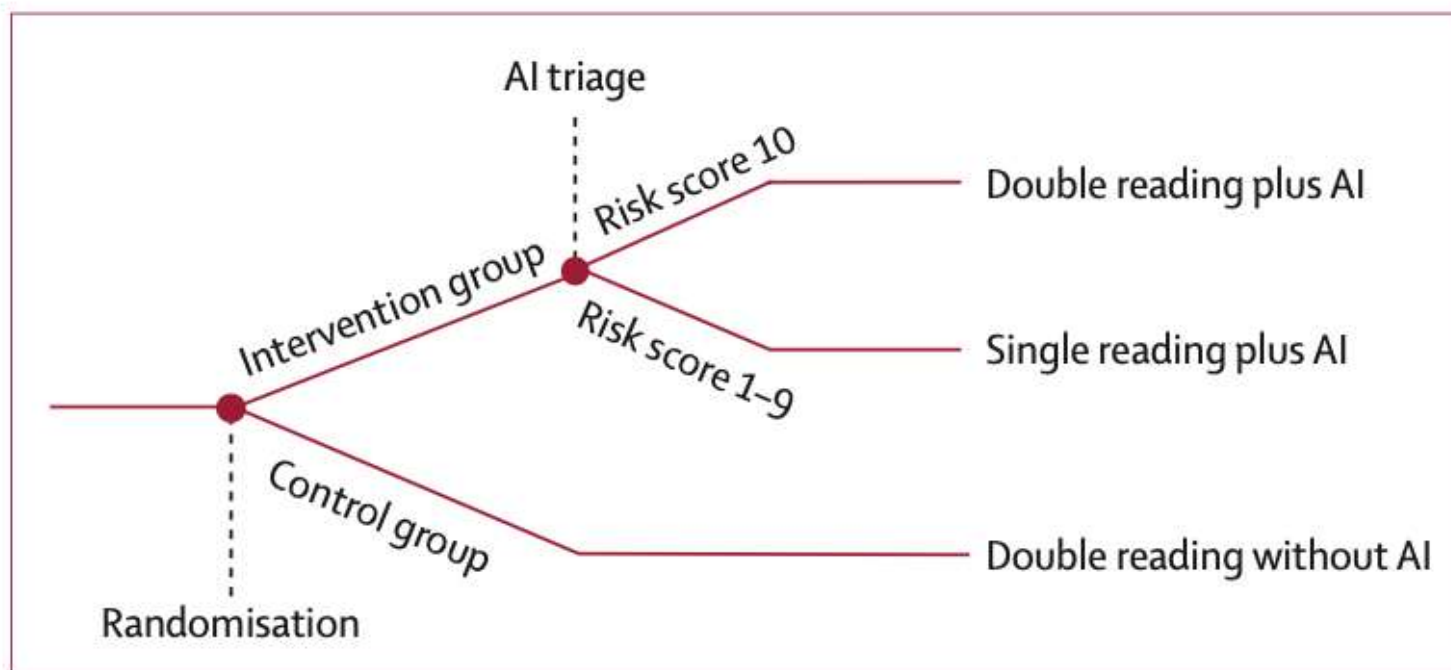 AI triage
Risk score 10
Double reading plus AI
Intervention group
Risk score 1–9
Single reading plus AI
Control group
Double reading without AI
Randomisation